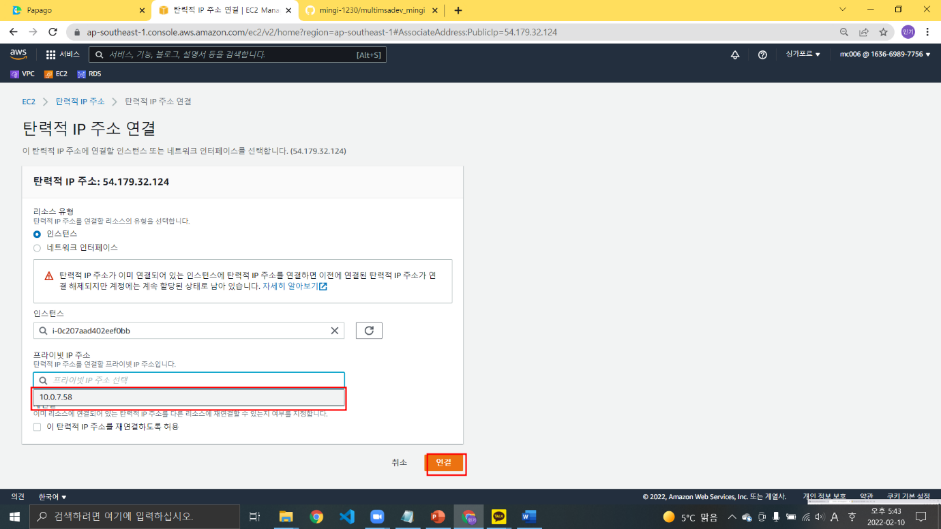 Papago
탄력적 IP 주소 연결 | EC2 Mana
mingi-1230/multimsadev_mingi
ap-southeast-1.console.aws.amazon.com/ec2/v2/home?region=ap-southeast-1#AssociateAddress:PublicIp=54.179.32.124
민기
aws
서비스
서비스, 기능, 블로그, 설명서 등을 검색합니다.
[Alt+S]
싱가포르
mc006 @ 1636-6989-7756
VPC
EC2
RDS
EC2
탄력적 IP 주소
탄력적 IP 주소 연결
탄력적 IP 주소 연결
이 탄력적 IP 주소에 연결할 인스턴스 또는 네트워크 인터페이스를 선택합니다. (54.179.32.124)
탄력적 IP 주소: 54.179.32.124
리소스 유형
탄력적 IP 주소를 연결할 리소스의 유형을 선택합니다.
인스턴스
네트워크 인터페이스
탄력적 IP 주소가 이미 연결되어 있는 인스턴스에 탄력적 IP 주소를 연결하면 이전에 연결된 탄력적 IP 주소가 연
결 해제되지만 계정에는 계속 할당된 상태로 남아 있습니다. 자세히 알아보기
인스턴스
i-0c207aad402eef0bb
프라이빗 IP 주소
탄력적 IP 주소를 연결할 프라이빗 IP 주소입니다.
프라이빗 IP 주소 선택
10.0.7.58
이미 리소스에 연결되어 있는 탄력적 IP 주소를 다른 리소스에 재연결할 수 있는지 여부를 지정합니다.
이 탄력적 IP 주소를 재연결하도록 허용
취소
연결
의견
한국어
© 2022, Amazon Web Services, Inc. 또는 계열사.
개인 정보 보호
약관
쿠키 기본 설정
검색하려면 여기에 입력하십시오.
5°C 맑음
A
오후 5:43
2022-02-10